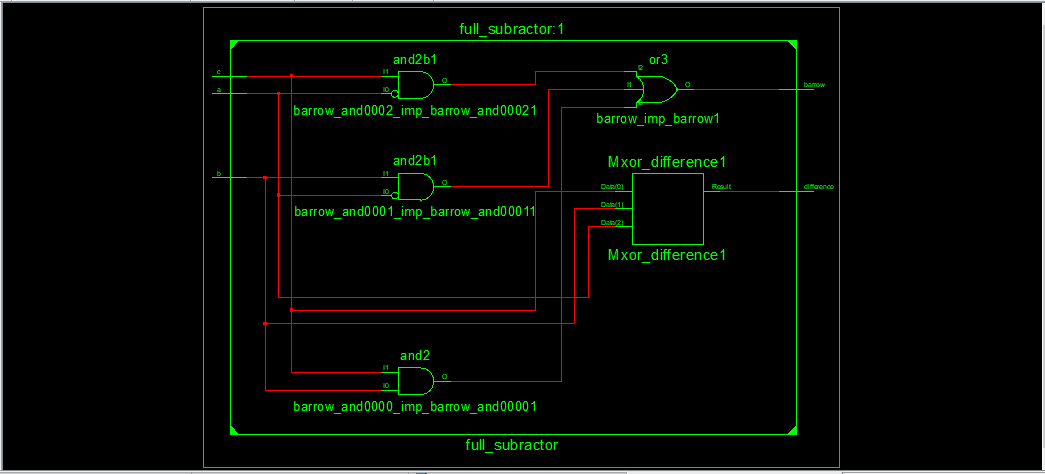 full_subractor:1
and2b1
or3
c
I1
O
I2
a
I0
I1
O
barrow
barrow_and0002_imp_barrow_and00021
barrow_imp_barrow1
and2b1
Mxor_difference1
b
I1
O
Data(0)
Result
difference
I0
Data(1)
barrow_and0001_imp_barrow_and00011
Data(2)
Mxor_difference1
and2
I1
O
I0
barrow_and0000_imp_barrow_and00001
full_subractor